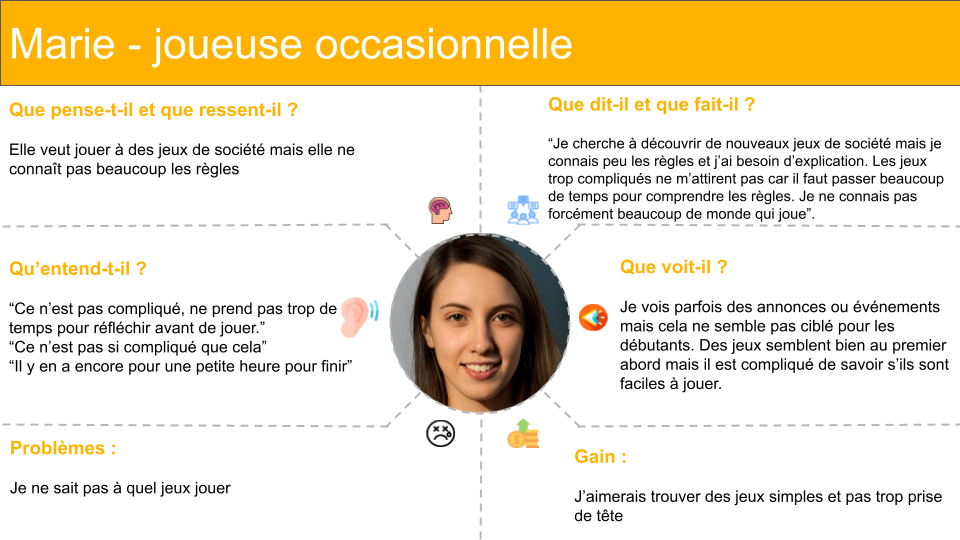 Marie - joueuse occasionnelle
Que pense-t-il et que ressent-il ?
Elle veut jouer à des jeux de société mais elle ne
connaît pas beaucoup les règles
Que dit-il et que fait-il ?
“Je cherche à découvrir de nouveaux jeux de société mais je
connais peu les règles et j’ai besoin d’explication. Les jeux
trop compliqués ne m’attirent pas car il faut passer beaucoup
de temps pour comprendre les règles. Je ne connais pas
forcément beaucoup de monde qui joue”.
Qu’entend-t-il ?
“Ce n’est pas compliqué, ne prend pas trop de
temps pour réfléchir avant de jouer.”
“Ce n’est pas si compliqué que cela”
“Il y en a encore pour une petite heure pour finir”
Que voit-il ?
Je vois parfois des annonces ou événements
mais cela ne semble pas ciblé pour les
débutants. Des jeux semblent bien au premier
abord mais il est compliqué de savoir s’ils sont
faciles à jouer.
Problèmes :
Je ne sait pas à quel jeux jouer
Gain :
J’aimerais trouver des jeux simples et pas trop prise
de tête